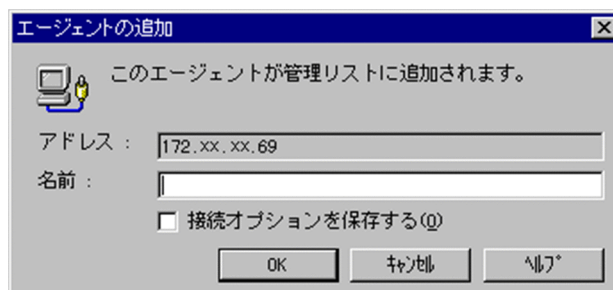 エージェントの追加
このエージェントが管理リストに追加されます。
アドレス :
172.xx.xx.69
名前 :
接続オプションを保存する(O)
OK
ｷｬﾝｾﾙ
ﾍﾙﾌﾟ